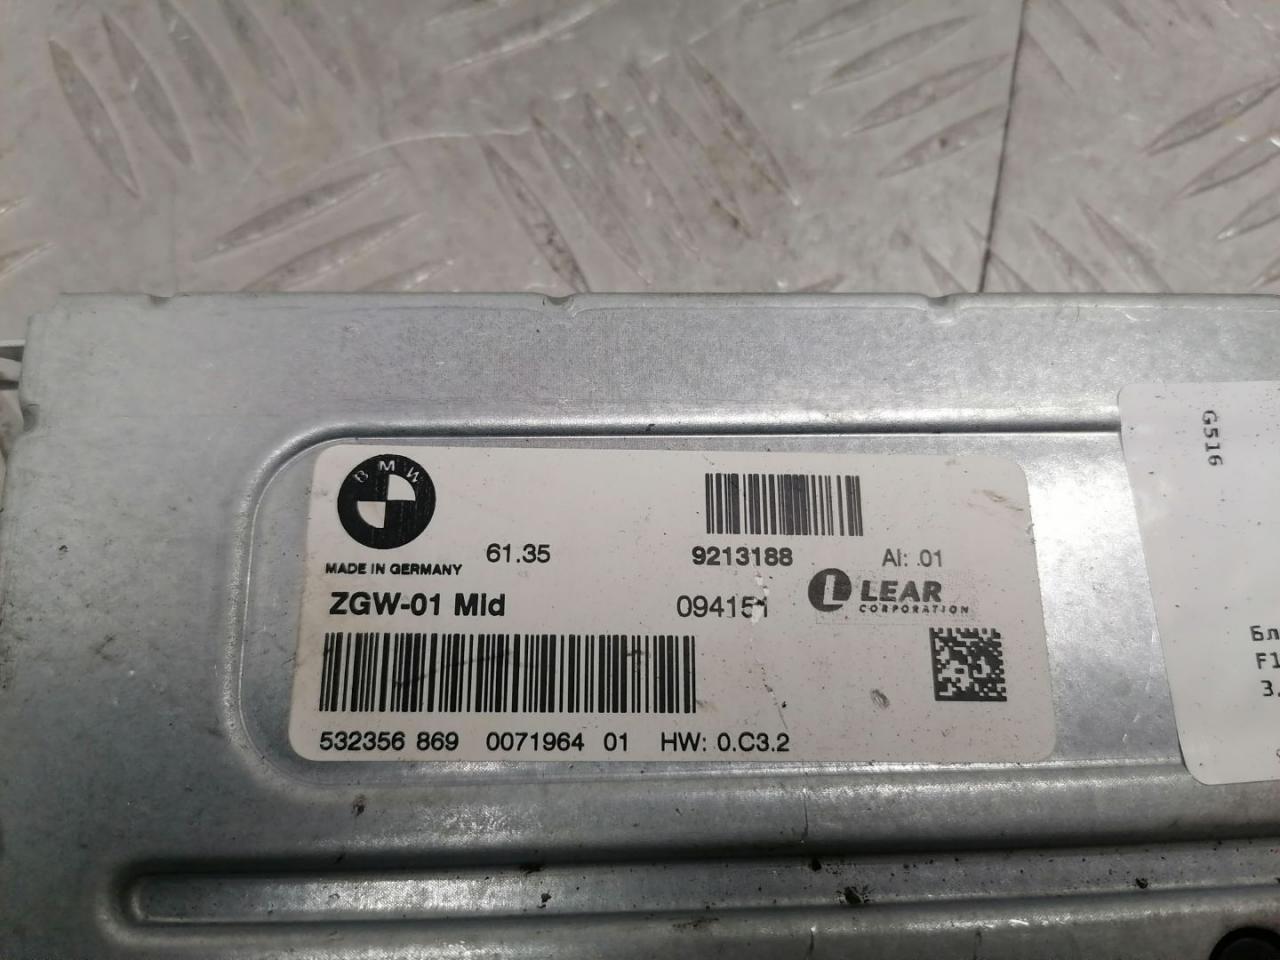 BMW
MADE IN GERMANY
61.35
9213188
AI: .01
ZGW-01 Mid
094151
LEAR
CORPORATION
532356 869 0071964 01 HW: 0.C3.2
G516
Бл
F1
3.